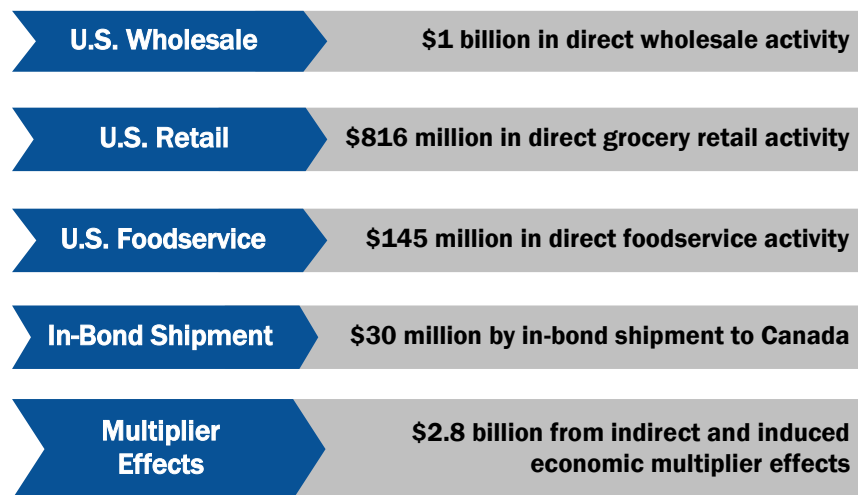 U.S. Wholesale
$1 billion in direct wholesale activity
U.S. Retail
$816 million in direct grocery retail activity
U.S. Foodservice
$145 million in direct foodservice activity
In-Bond Shipment
$30 million by in-bond shipment to Canada
Multiplier
Effects
$2.8 billion from indirect and induced
economic multiplier effects